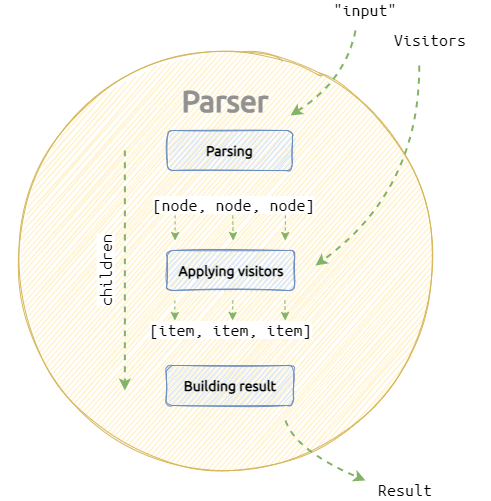 "input"
Visitors
Parser
Parsing
[node, node, node]
Applying visitors
children
[item, item, item]
Building result
Result